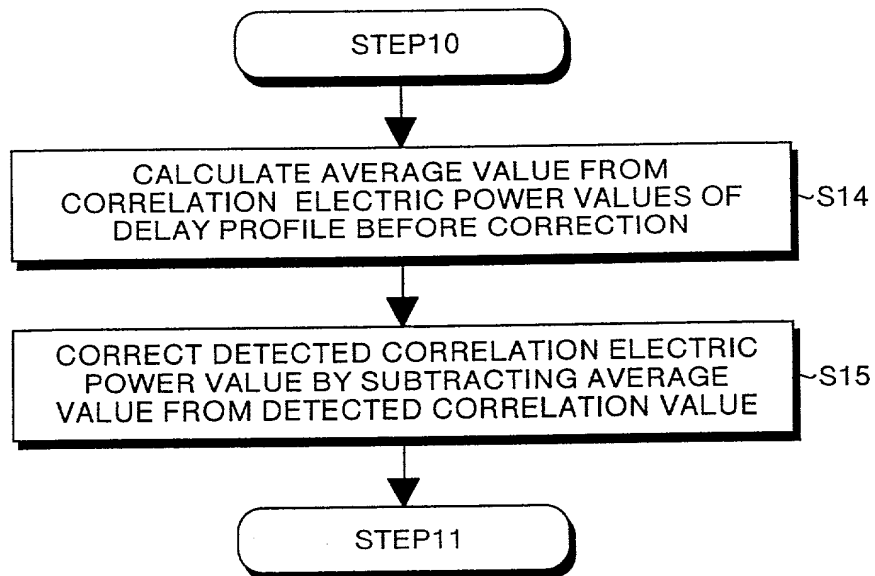 STEP10
CALCULATE AVERAGE VALUE FROM
CORRELATION ELECTRIC POWER VALUES OF
DELAY PROFILE BEFORE CORRECTION
~S14
CORRECT DETECTED CORRELATION ELECTRIC
POWER VALUE BY SUBTRACTING AVERAGE
VALUE FROM DETECTED CORRELATION VALUE
~S15
STEP11